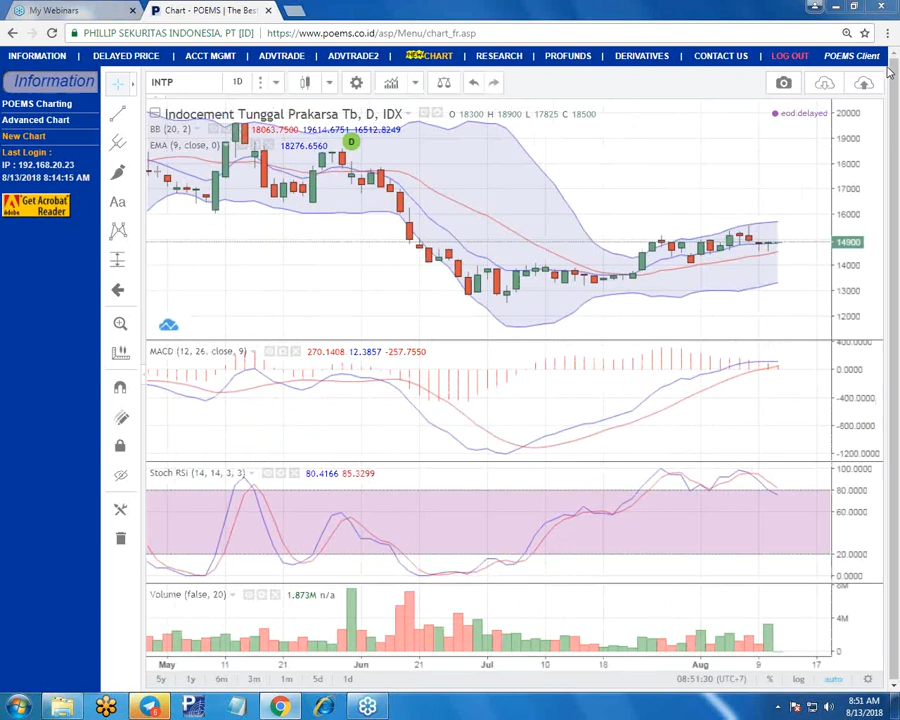 My Webinars
Chart - POEMS | The Bes
PHILLIP SEKURITAS INDONESIA, PT [ID]
https://www.poems.co.id/asp/Menu/chart_fr.asp
INFORMATION | DELAYED PRICE | ACCT MGMT | ADVTRADE | ADVTRADE2 | NEW CHART | RESEARCH | PROFUNDS | DERIVATIVES | CONTACT US | LOG OUT POEMS Client
Information
POEMS Charting
Advanced Chart
New Chart
Last Login :
IP : 192.168.20.23
8/13/2018 8:14:15 AM
Get Acrobat
Reader
INTP 1D
Indocement Tunggal Prakarsa Tb, D, IDX O 18300 H 18900 L 17825 C 18500
eod delayed
BB (20, 2) 18063.7500 19614.6751 16512.8249
D
EMA (9, close, 0) 18276.6560
20000
19000
18000
17000
16000
14900
14000
13000
12000
MACD (12, 26, close, 9) 270.1408 12.3857 -257.7550
400.0000
0.0000
-400.0000
-800.0000
-1200.0000
Stoch RSI (14, 14, 3, 3) 80.4166 85.3299
100.0000
80.0000
60.0000
20.0000
0.0000
Volume (false, 20) 1.873M n/a
8M
4M
0
May 11 21 Jun 21 Jul 10 18 Aug 9 17
5y 1y 6m 3m 1m 5d 1d
08:51:30 (UTC+7) % log auto
Aa
8:51 AM
8/13/2018